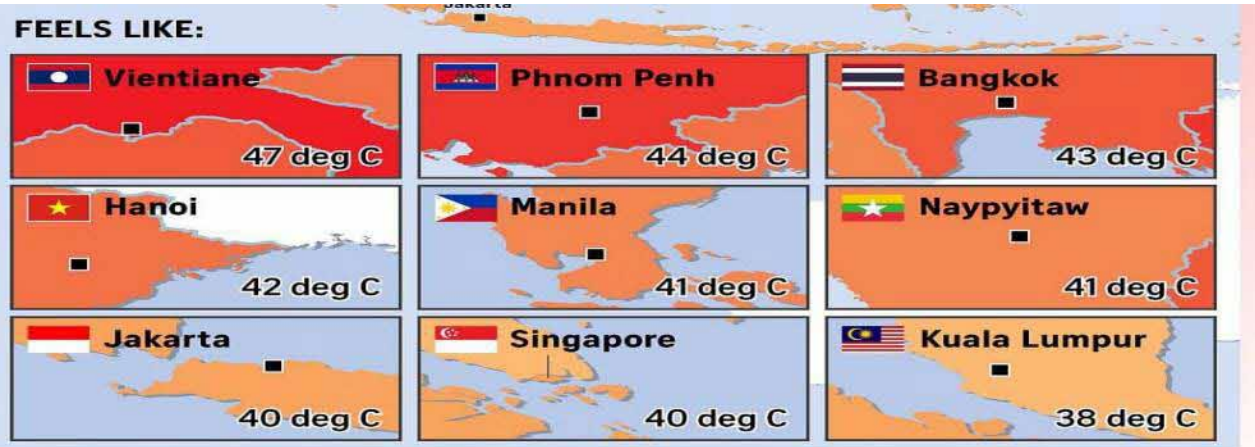 Jakarta
FEELS LIKE:
Vientiane
47 deg C
Phnom Penh
44 deg C
Bangkok
43 deg C
Hanoi
42 deg C
Manila
41 deg C
Naypyitaw
41 deg C
Jakarta
40 deg C
Singapore
40 deg C
Kuala Lumpur
38 deg C